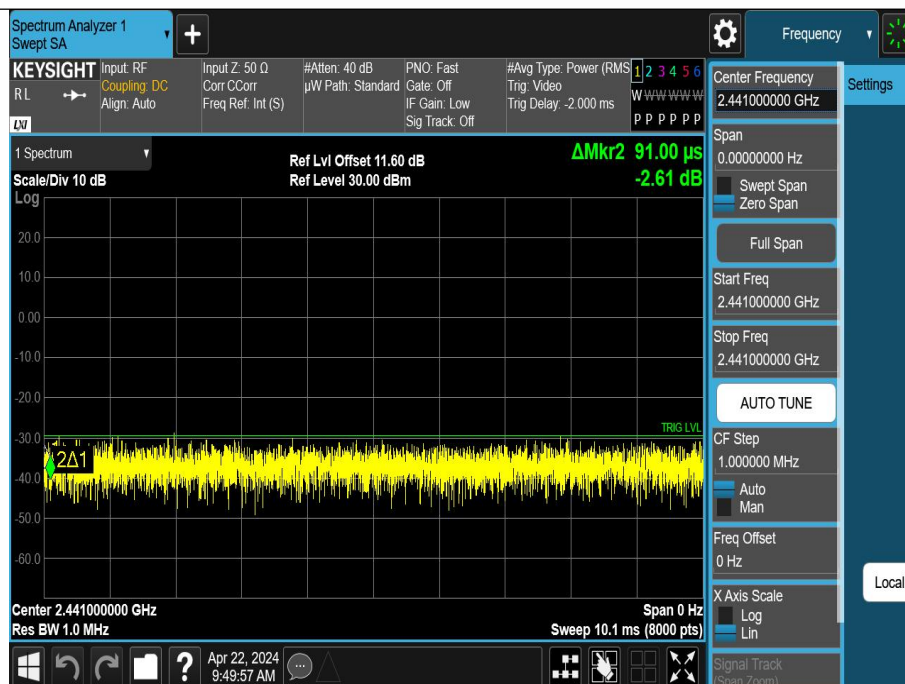 Spectrum Analyzer 1
Swept SA
Frequency
KEYSIGHT
RL
LXI
Input: RF
Coupling: DC
Align: Auto
Input Z: 50 Ω
Corr CCorr
Freq Ref: Int (S)
#Atten: 40 dB
µW Path: Standard
PNO: Fast
Gate: Off
IF Gain: Low
Sig Track: Off
#Avg Type: Power (RMS
Trig: Video
Trig Delay: -2.000 ms
1 2 3 4 5 6
W W W W W W
P P P P P P
1 Spectrum
Scale/Div 10 dB
Log
Ref Lvl Offset 11.60 dB
Ref Level 30.00 dBm
ΔMkr2 91.00 µs
-2.61 dB
20.0
10.0
0.00
-10.0
-20.0
-30.0
-40.0
-50.0
-60.0
TRIG LVL
2Δ1
Center 2.441000000 GHz
Res BW 1.0 MHz
Span 0 Hz
Sweep 10.1 ms (8000 pts)
Apr 22, 2024
9:49:57 AM
Center Frequency
2.441000000 GHz
Span
0.00000000 Hz
Swept Span
Zero Span
Full Span
Start Freq
2.441000000 GHz
Stop Freq
2.441000000 GHz
AUTO TUNE
CF Step
1.000000 MHz
Auto
Man
Freq Offset
0 Hz
X Axis Scale
Log
Lin
Signal Track
(Span Zoom)
Settings
Local